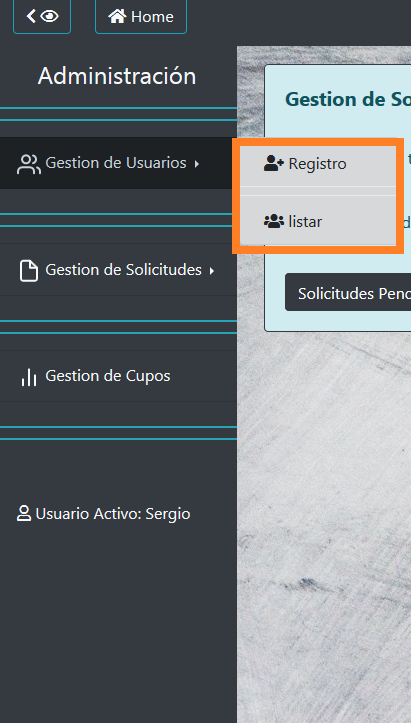 Home
Administración
Gestion de So
Gestion de Usuarios
Registro
listar
Gestion de Solicitudes
Solicitudes Pend
Gestion de Cupos
Usuario Activo: Sergio